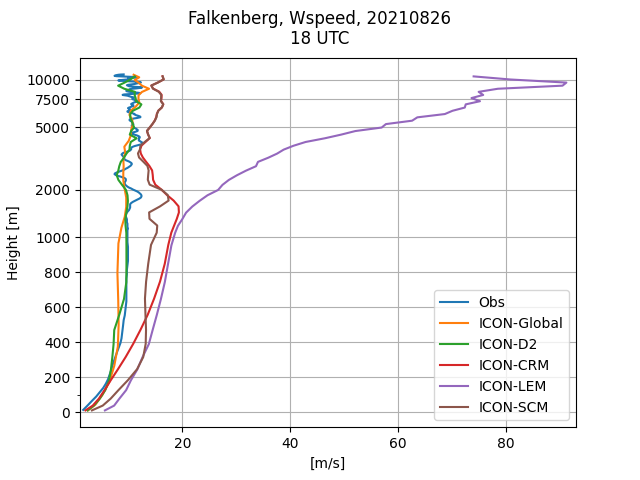 Falkenberg, Wspeed, 20210826
18 UTC
Height [m]
10000
7500
5000
2000
1000
800
600
400
200
0
20
40
60
80
[m/s]
Obs
ICON-Global
ICON-D2
ICON-CRM
ICON-LEM
ICON-SCM